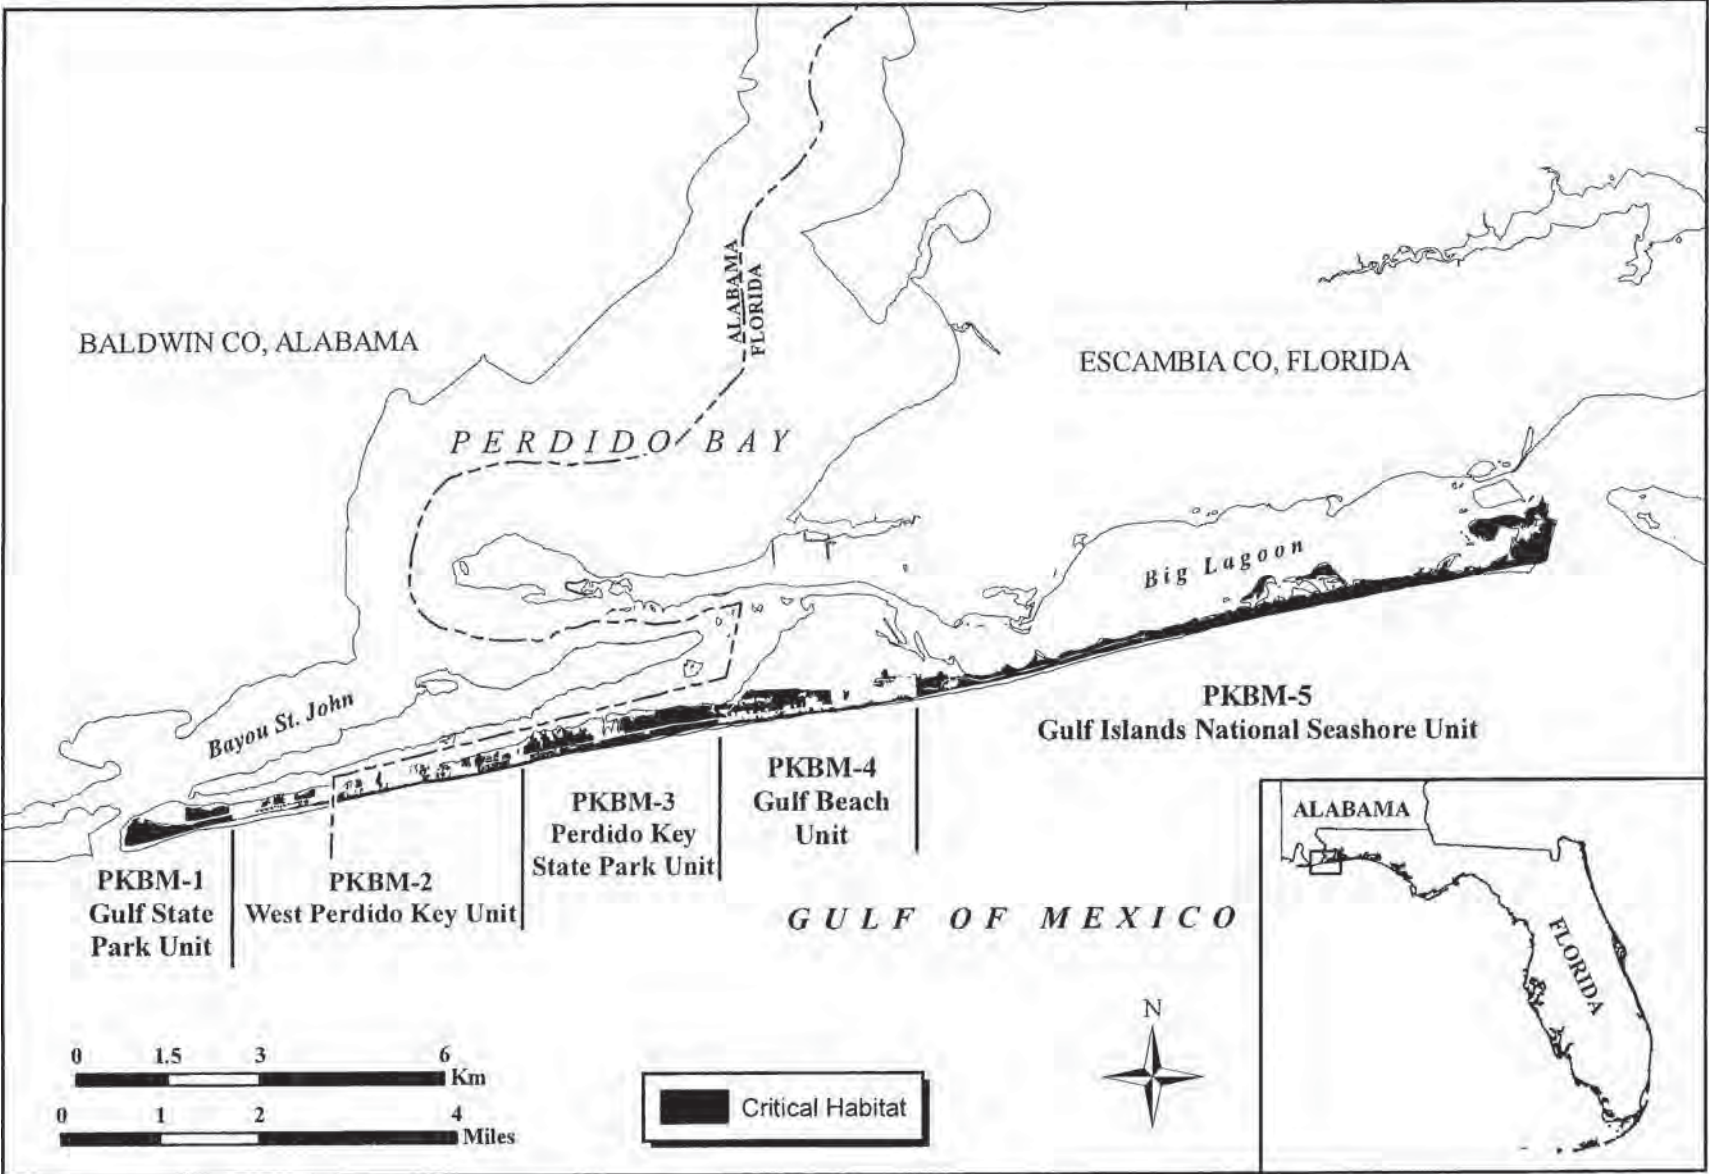 ALABAMA
FLORIDA
BALDWIN CO, ALABAMA
ESCAMBIA CO, FLORIDA
PERDIDO BAY
Big Lagoon
Bayou St. John
PKBM-5
Gulf Islands National Seashore Unit
PKBM-4
Gulf Beach
Unit
PKBM-3
Perdido Key
State Park Unit
PKBM-2
West Perdido Key Unit
PKBM-1
Gulf State
Park Unit
GULF OF MEXICO
ALABAMA
FLORIDA
N
0 1.5 3 6
Km
0 1 2 4
Miles
Critical Habitat